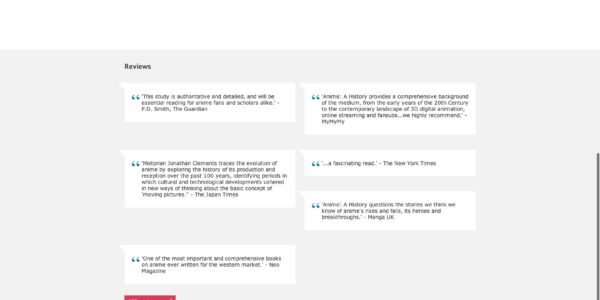 Reviews
'This study is authoritative and detailed, and will be
essential reading for anime fans and scholars alike.' -
P.D. Smith, The Guardian
'Anime: A History provides a comprehensive background
of the medium, from the early years of the 20th Century
to the contemporary landscape of 3D digital animation,
online streaming and fansubs...we highly recommend.' -
MyMyMy
'Historian Jonathan Clements traces the evolution of
anime by exploring the history of its production and
reception over the past 100 years, identifying periods in
which cultural and technological developments ushered
in new ways of thinking about the basic concept of
'moving pictures.'' - The Japan Times
'...a fascinating read.' - The New York Times
'Anime: A History questions the stories we think we
know of anime's rises and falls, its heroes and
breakthroughs.' - Manga UK
'One of the most important and comprehensive books
on anime ever written for the western market.' - Neo
Magazine